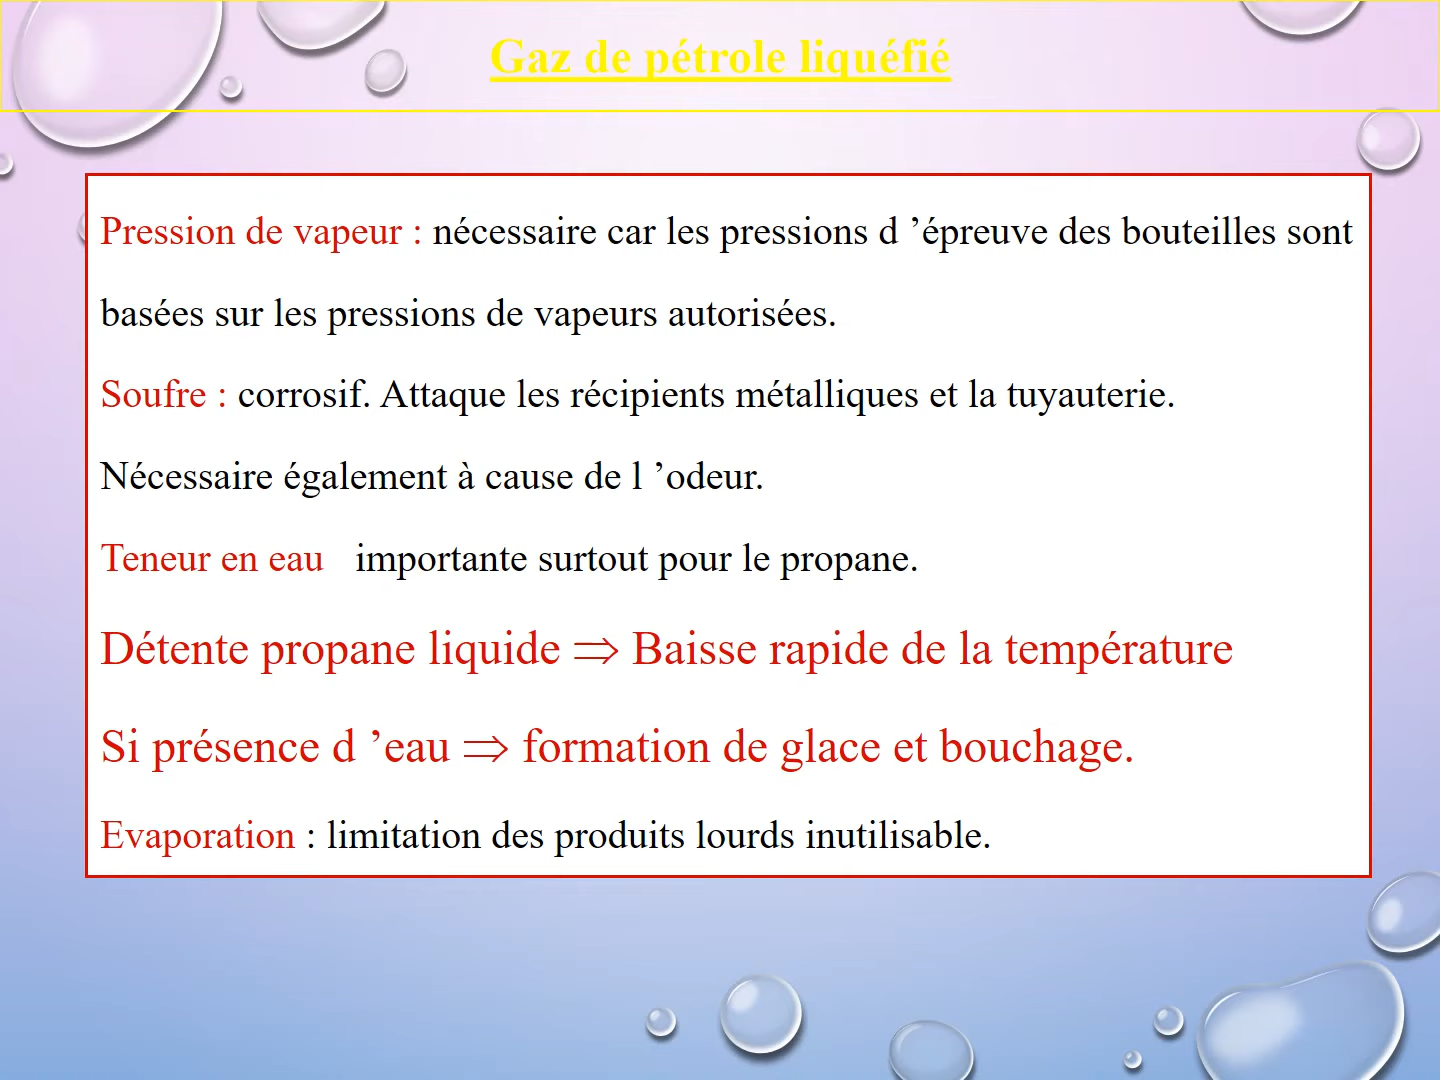 Gaz de pétrole liquéfié
Pression de vapeur : nécessaire car les pressions d ’épreuve des bouteilles sont
basées sur les pressions de vapeurs autorisées.
Soufre : corrosif. Attaque les récipients métalliques et la tuyauterie.
Nécessaire également à cause de l ’odeur.
Teneur en eau   importante surtout pour le propane.
Détente propane liquide ⇒ Baisse rapide de la température
Si présence d ’eau ⇒ formation de glace et bouchage.
Evaporation : limitation des produits lourds inutilisable.